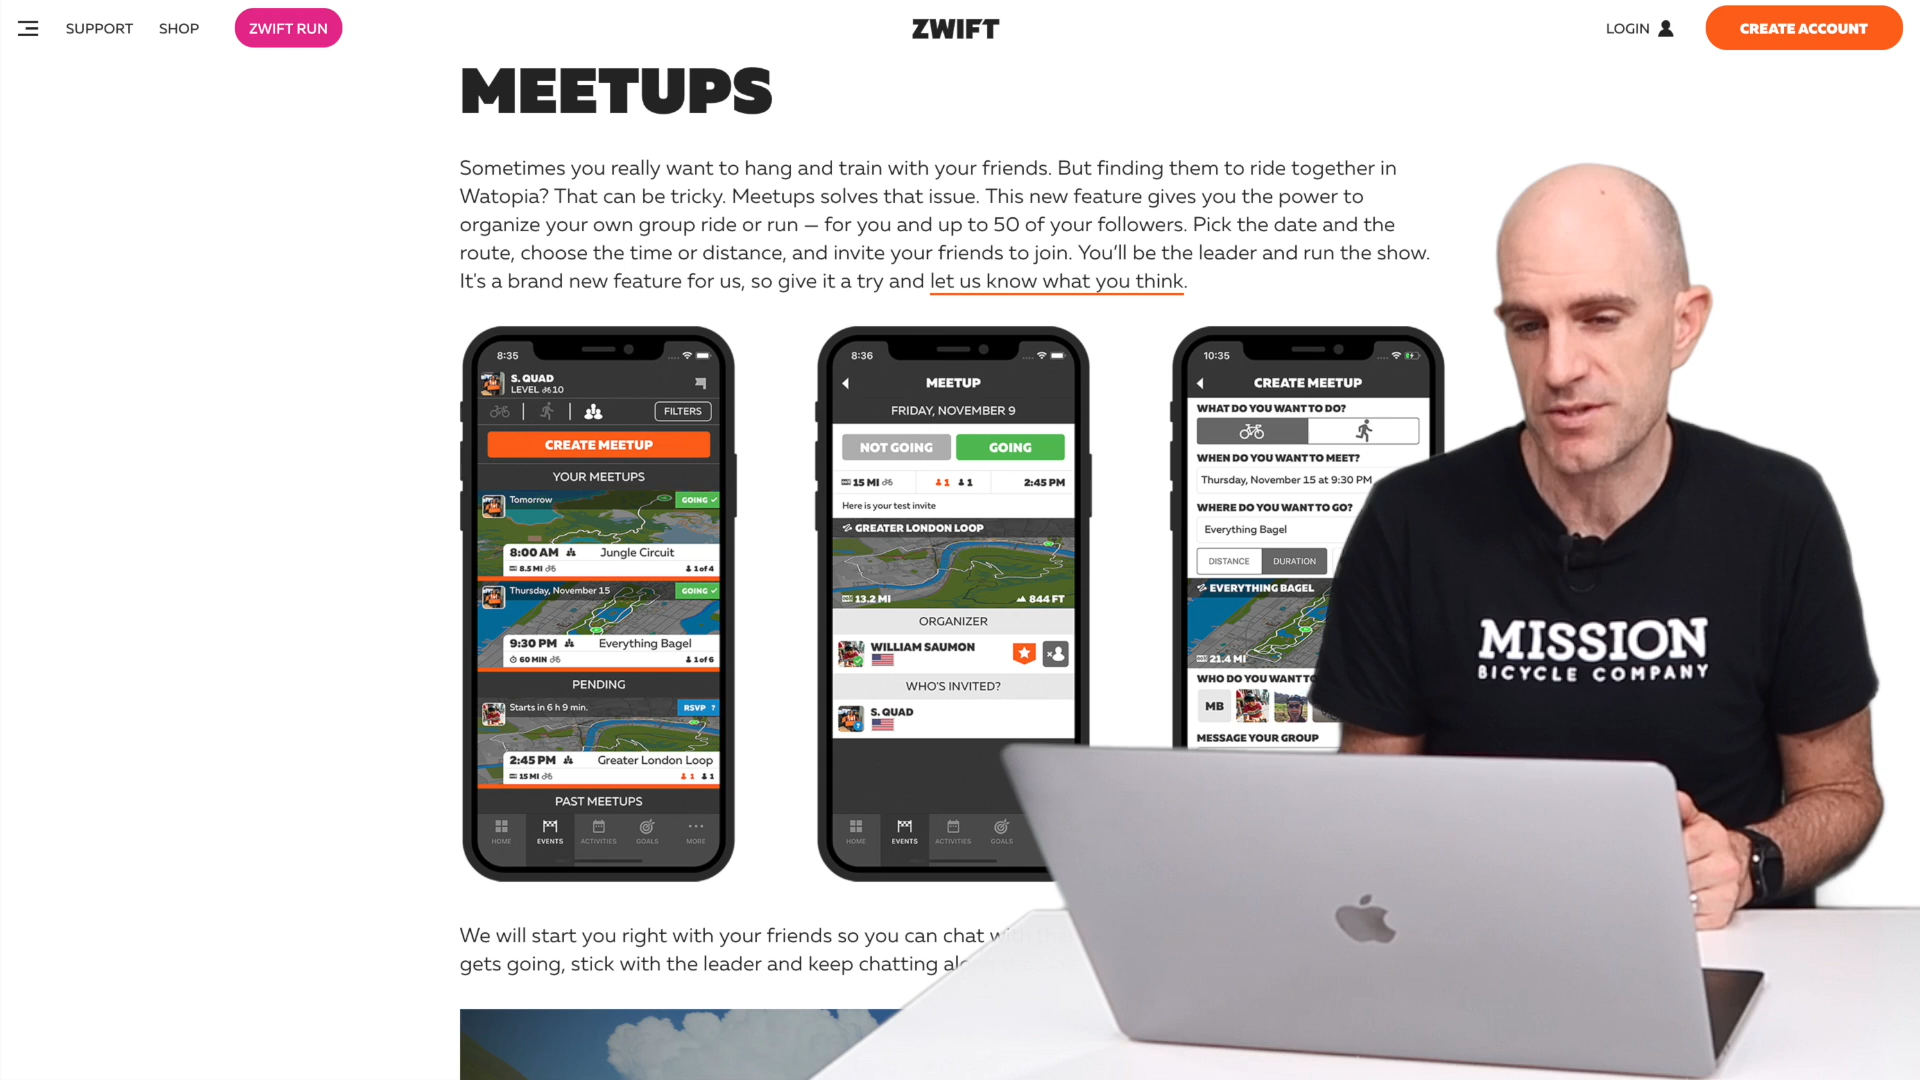 SUPPORT
SHOP
ZWIFT RUN
ZWIFT
LOGIN
CREATE ACCOUNT
MEETUPS
Sometimes you really want to hang and train with your friends. But finding them to ride together in
Watopia? That can be tricky. Meetups solves that issue. This new feature gives you the power to
organize your own group ride or run — for you and up to 50 of your followers. Pick the date and the
route, choose the time or distance, and invite your friends to join. You’ll be the leader and run the show.
It's a brand new feature for us, so give it a try and let us know what you think.
8:35
S. QUAD
LEVEL 10
FILTERS
CREATE MEETUP
YOUR MEETUPS
Tomorrow
GOING
8:00 AM Jungle Circuit
8.5 MI 1 of 4
Thursday, November 15
GOING
9:30 PM Everything Bagel
60 MIN 1 of 6
PENDING
Starts in 6 h 9 min.
RSVP ?
2:45 PM Greater London Loop
15 MI 1 1
PAST MEETUPS
HOME EVENTS ACTIVITIES GOALS MORE
8:36
MEETUP
FRIDAY, NOVEMBER 9
NOT GOING GOING
15 MI 1 1 2:45 PM
Here is your test invite
GREATER LONDON LOOP
13.2 MI 844 FT
ORGANIZER
WILLIAM SAUMON
WHO'S INVITED?
S. QUAD
HOME EVENTS ACTIVITIES GOALS
10:35
CREATE MEETUP
WHAT DO YOU WANT TO DO?
WHEN DO YOU WANT TO MEET?
Thursday, November 15 at 9:30 PM
WHERE DO YOU WANT TO GO?
Everything Bagel
DISTANCE DURATION
EVERYTHING BAGEL
21.4 MI
WHO DO YOU WANT TO
MB
MESSAGE YOUR GROUP
MISSION
BICYCLE COMPANY
We will start you right with your friends so you can chat
gets going, stick with the leader and keep chatting